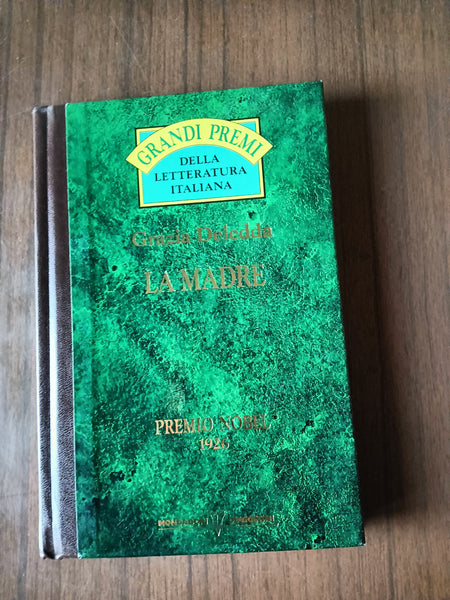 GRANDI PREMI
DELLA
LETTERATURA
ITALIANA
Grazia Deledda
LA MADRE
PREMIO NOBEL
1926